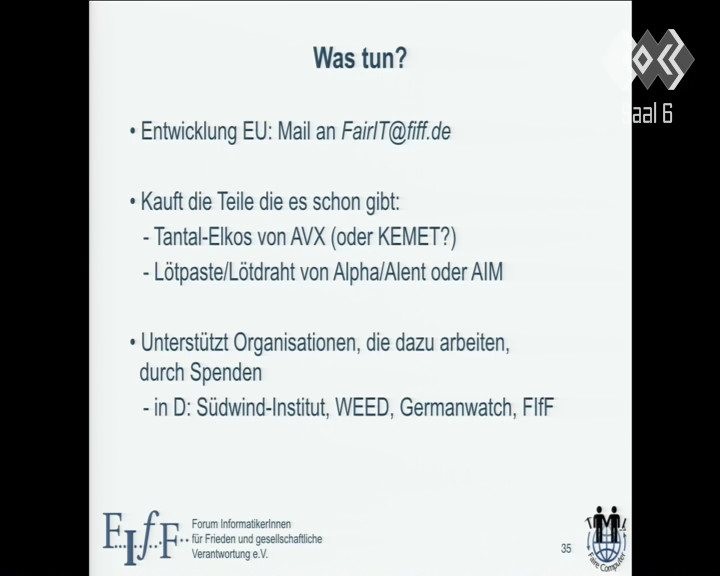 Was tun?
Saal 6
• Entwicklung EU: Mail an FairIT@fiff.de
• Kauft die Teile die es schon gibt:
- Tantal-Elkos von AVX (oder KEMET?)
- Lötpaste/Lötdraht von Alpha/Alent oder AIM
• Unterstützt Organisationen, die dazu arbeiten,
durch Spenden
- in D: Südwind-Institut, WEED, Germanwatch, FIfF
F..I..f..F..
Forum InformatikerInnen
für Frieden und gesellschaftliche
Verantwortung e.V.
35
Faire Computer